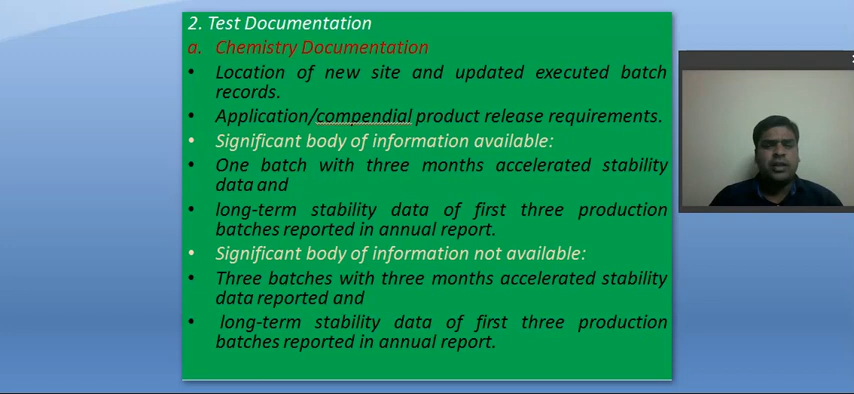 2. Test Documentation
a. Chemistry Documentation
• Location of new site and updated executed batch
records.
• Application/compendial product release requirements.
• Significant body of information available:
• One batch with three months accelerated stability
data and
• long-term stability data of first three production
batches reported in annual report.
• Significant body of information not available:
• Three batches with three months accelerated stability
data reported and
• long-term stability data of first three production
batches reported in annual report.